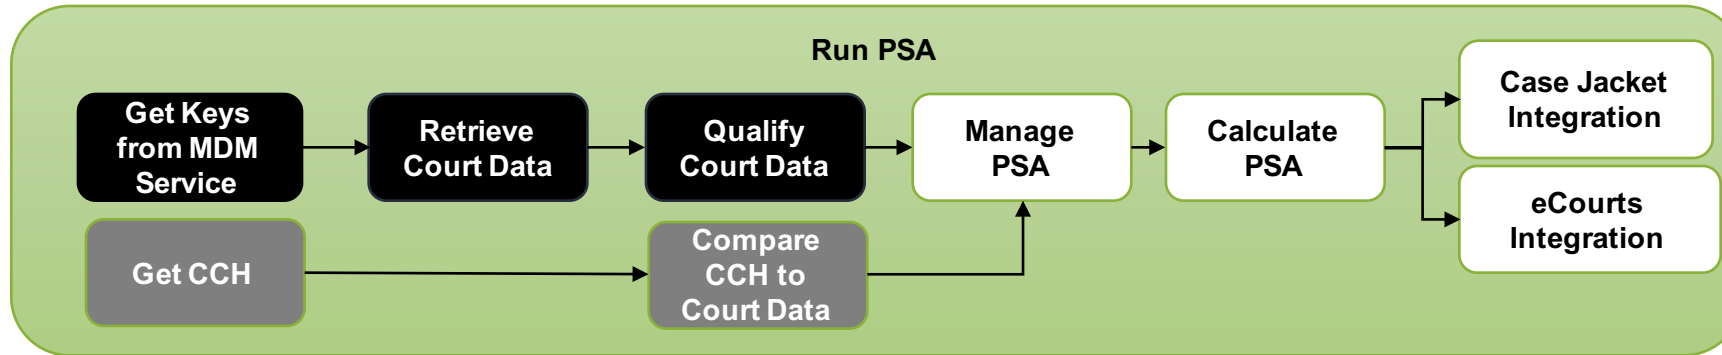 Run PSA
Get Keys
from MDM
Service
Retrieve
Court Data
Qualify
Court Data
Manage
PSA
Calculate
PSA
Case Jacket
Integration
eCourts
Integration
Get CCH
Compare
CCH to
Court Data